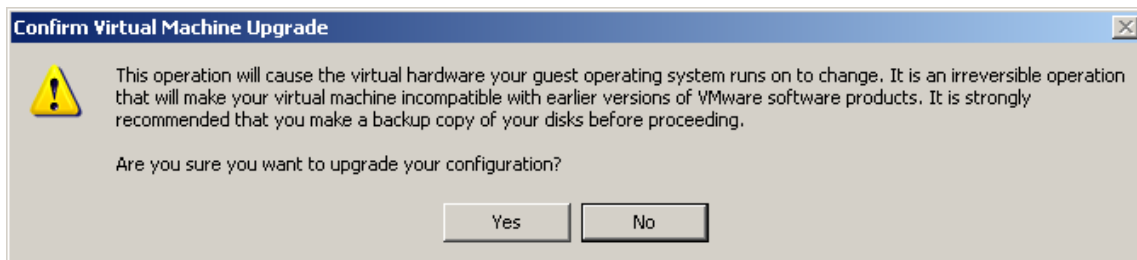 Confirm Virtual Machine Upgrade
This operation will cause the virtual hardware your guest operating system runs on to change. It is an irreversible operation
that will make your virtual machine incompatible with earlier versions of VMware software products. It is strongly
recommended that you make a backup copy of your disks before proceeding.
Are you sure you want to upgrade your configuration?
Yes No